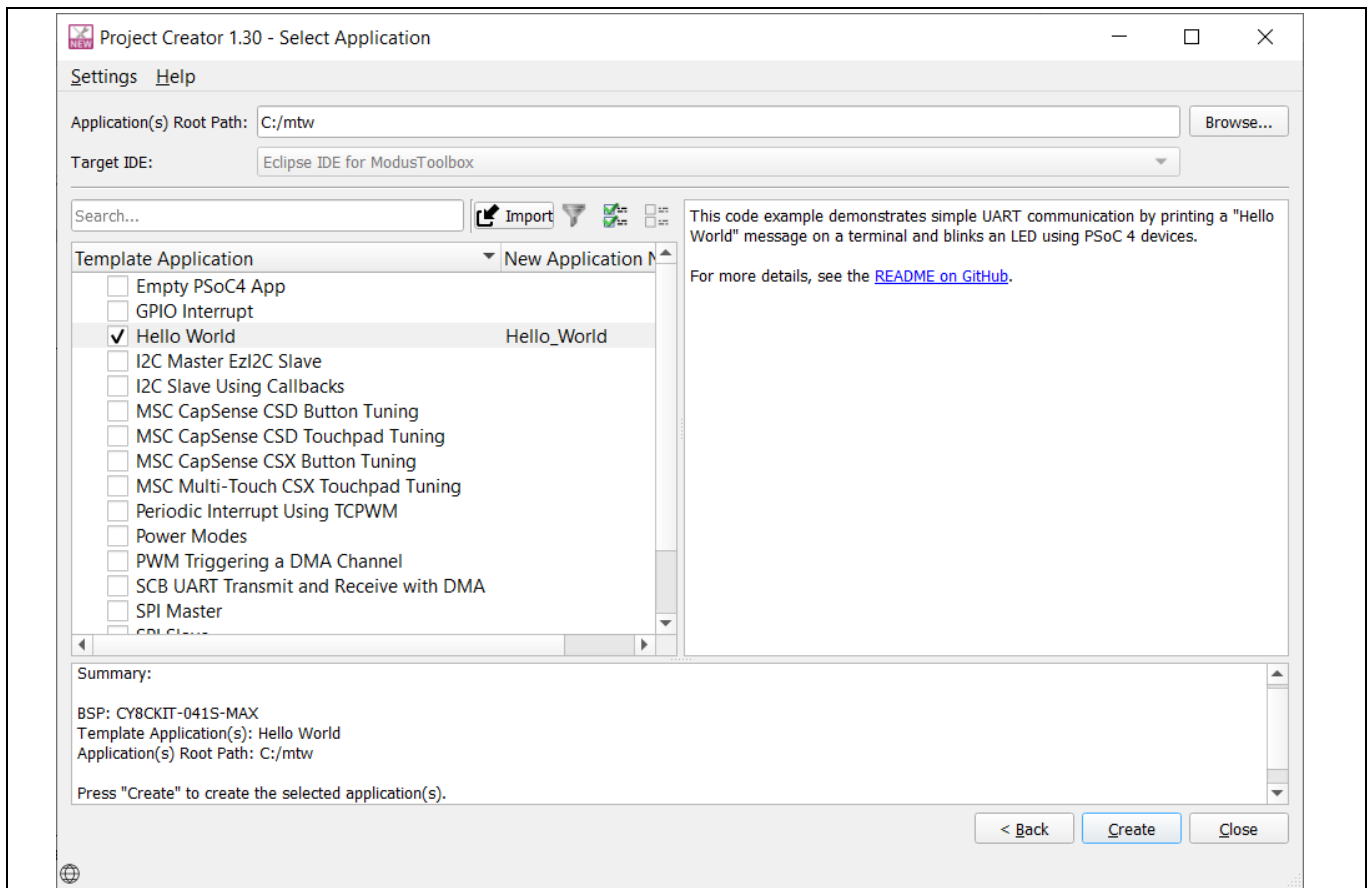 NEW Project Creator 1.30 - Select Application
Settings Help
Application(s) Root Path: C:/mtw Browse...
Target IDE: Eclipse IDE for ModusToolbox
Search... Import
Template Application New Application N
Empty PSoC4 App
GPIO Interrupt
Hello World Hello_World
I2C Master EzI2C Slave
I2C Slave Using Callbacks
MSC CapSense CSD Button Tuning
MSC CapSense CSD Touchpad Tuning
MSC CapSense CSX Button Tuning
MSC Multi-Touch CSX Touchpad Tuning
Periodic Interrupt Using TCPWM
Power Modes
PWM Triggering a DMA Channel
SCB UART Transmit and Receive with DMA
SPI Master
This code example demonstrates simple UART communication by printing a "Hello
World" message on a terminal and blinks an LED using PSoC 4 devices.
For more details, see the README on GitHub.
Summary:
BSP: CY8CKIT-041S-MAX
Template Application(s): Hello World
Application(s) Root Path: C:/mtw
Press "Create" to create the selected application(s).
< Back Create Close